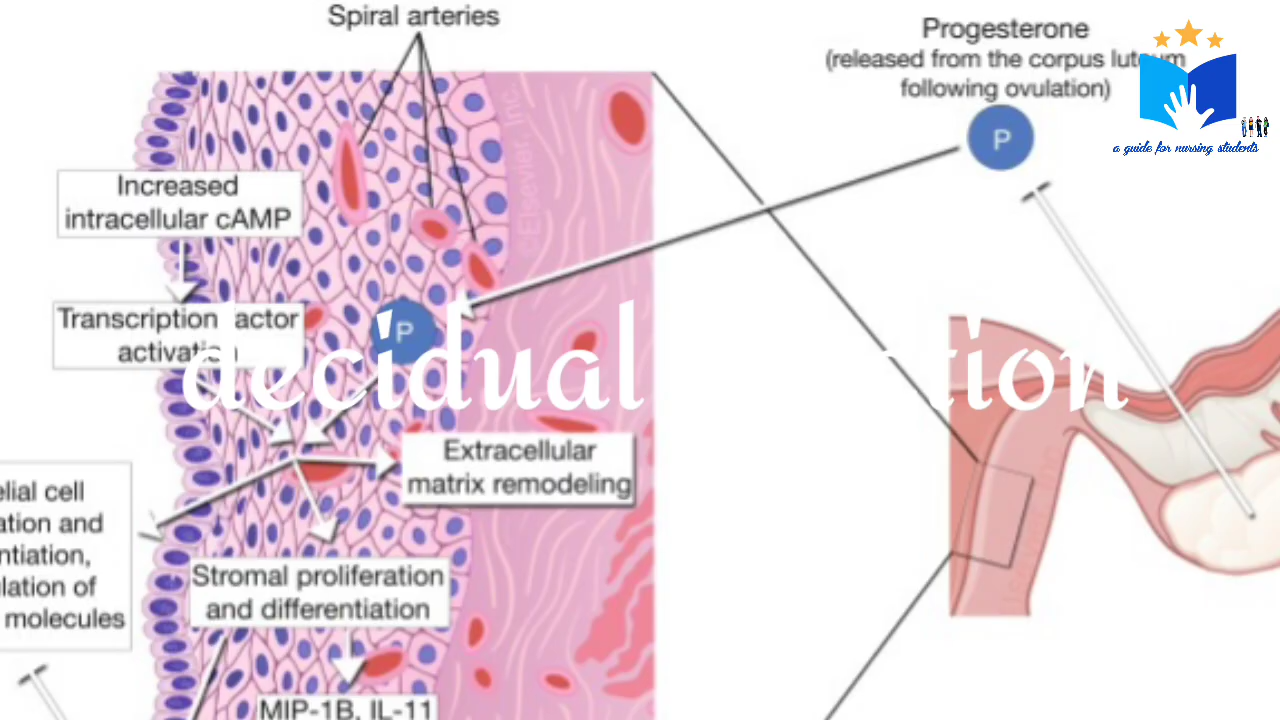 Spiral arteries
Progesterone
(released from the corpus luteum
following ovulation)
P
a guide for nursing students
Increased
intracellular cAMP
©Elsevier, Inc.
Transcription factor
activation
P
decidual
tion
Extracellular
matrix remodeling
elial cell
ation and
ntiation,
lation of
molecules
Stromal proliferation
and differentiation
MIP-1B, IL-11